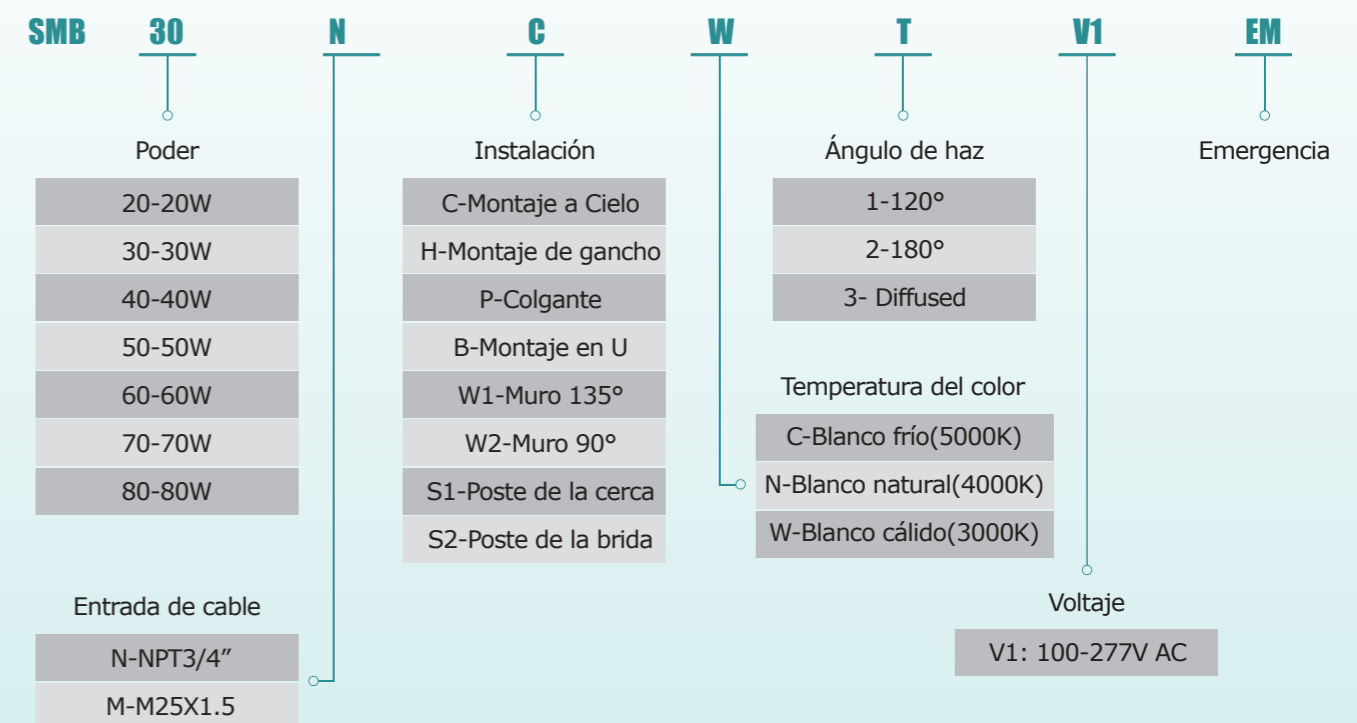 SMB 30 N C W T V1 EM
Poder
20-20W
30-30W
40-40W
50-50W
60-60W
70-70W
80-80W
Entrada de cable
N-NPT3/4”
M-M25X1.5
Instalación
C-Montaje a Cielo
H-Montaje de gancho
P-Colgante
B-Montaje en U
W1-Muro 135°
W2-Muro 90°
S1-Poste de la cerca
S2-Poste de la brida
Ángulo de haz
1-120°
2-180°
3- Diffused
Temperatura del color
C-Blanco frío(5000K)
N-Blanco natural(4000K)
W-Blanco cálido(3000K)
Voltaje
V1: 100-277V AC
Emergencia